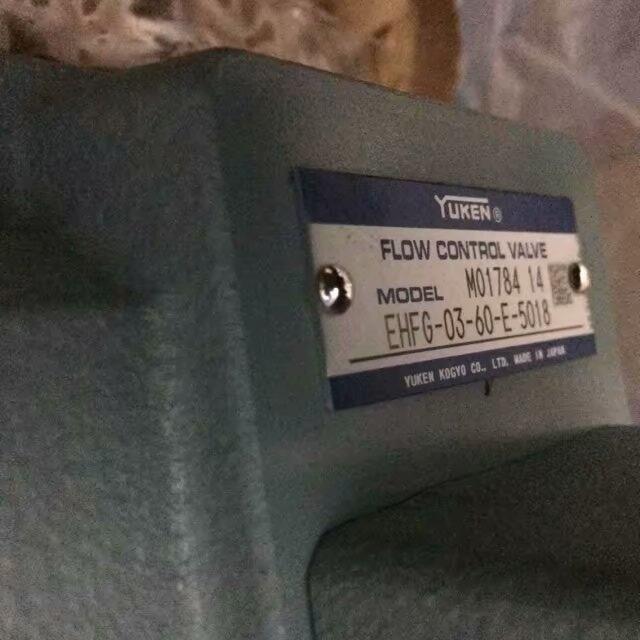 YUKEN®
FLOW CONTROL VALVE
M01784 14
MODEL
EHFG-03-60-E-5018
YUKEN KOGYO CO., LTD. MADE IN JAPAN